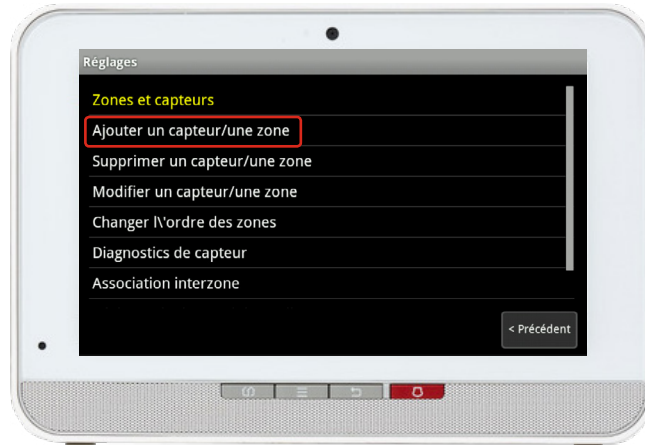 Réglages
Zones et capteurs
Ajouter un capteur/une zone
Supprimer un capteur/une zone
Modifier un capteur/une zone
Changer l\'ordre des zones
Diagnostics de capteur
Association interzone
< Précédent